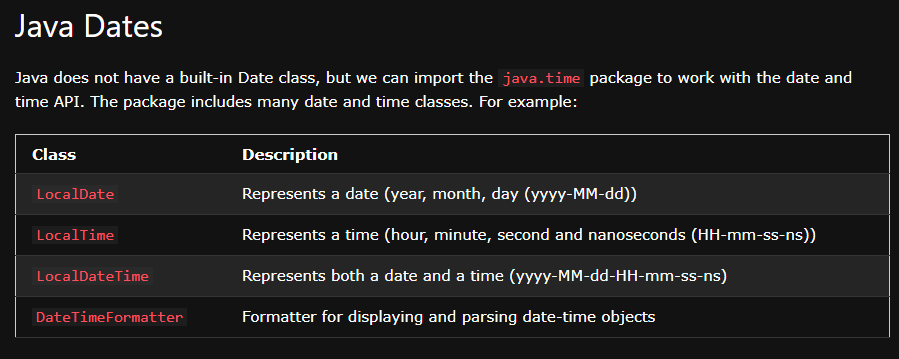 Java Dates
Java does not have a built-in Date class, but we can import the java.time package to work with the date and
time API. The package includes many date and time classes. For example:
Class Description
LocalDate Represents a date (year, month, day (yyyy-MM-dd))
LocalTime Represents a time (hour, minute, second and nanoseconds (HH-mm-ss-ns))
LocalDateTime Represents both a date and a time (yyyy-MM-dd-HH-mm-ss-ns)
DateTimeFormatter Formatter for displaying and parsing date-time objects